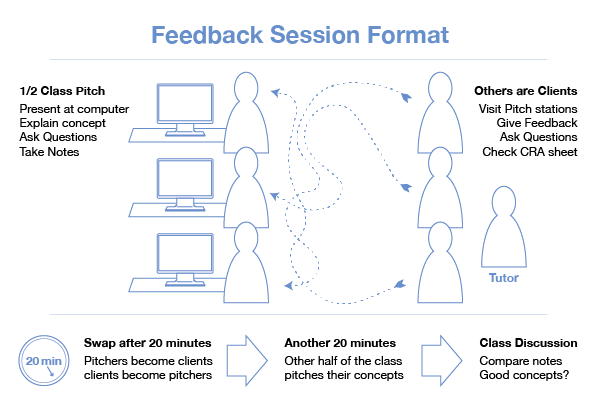 Feedback Session Format
1/2 Class Pitch
Present at computer
Explain concept
Ask Questions
Take Notes
Others are Clients
Visit Pitch stations
Give Feedback
Ask Questions
Check CRA sheet
Tutor
20 min
Swap after 20 minutes
Pitchers become clients
clients become pitchers
Another 20 minutes
Other half of the class
pitches their concepts
Class Discussion
Compare notes
Good concepts?